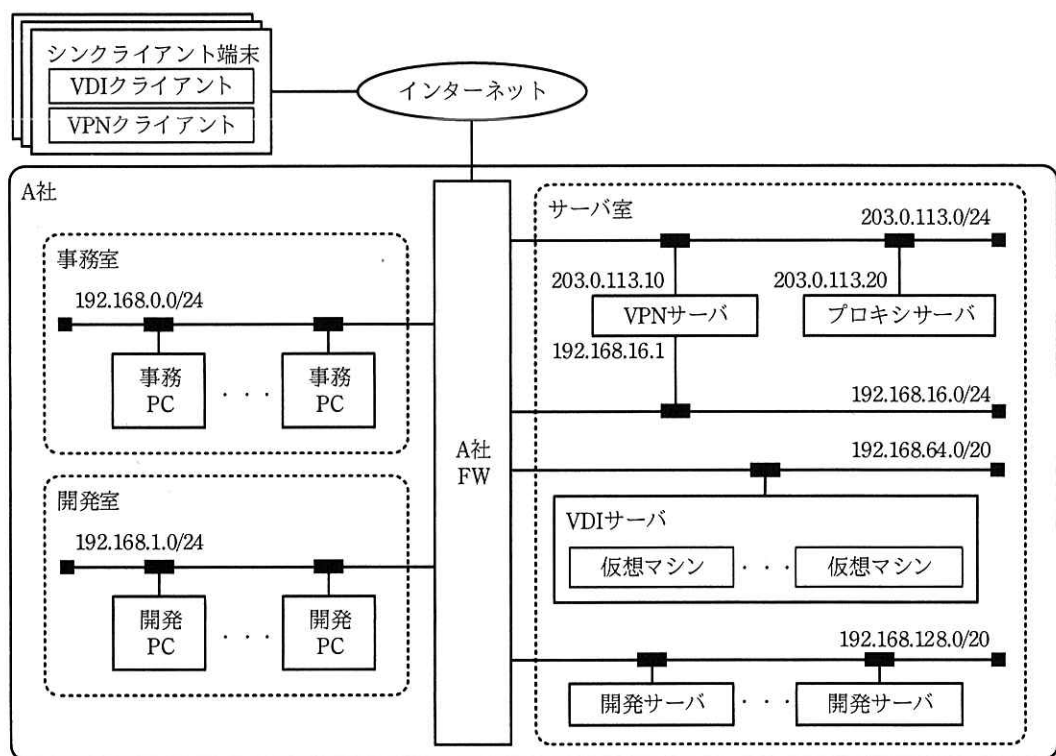 シンクライアント端末
VDIクライアント
VPNクライアント
インターネット
A社
事務室
192.168.0.0/24
事務
PC
・・・
事務
PC
開発室
192.168.1.0/24
開発
PC
・・・
開発
PC
A社
FW
サーバ室
203.0.113.0/24
203.0.113.10
203.0.113.20
VPNサーバ
プロキシサーバ
192.168.16.1
192.168.16.0/24
192.168.64.0/20
VDIサーバ
仮想マシン
・・・
仮想マシン
192.168.128.0/20
開発サーバ
・・・
開発サーバ